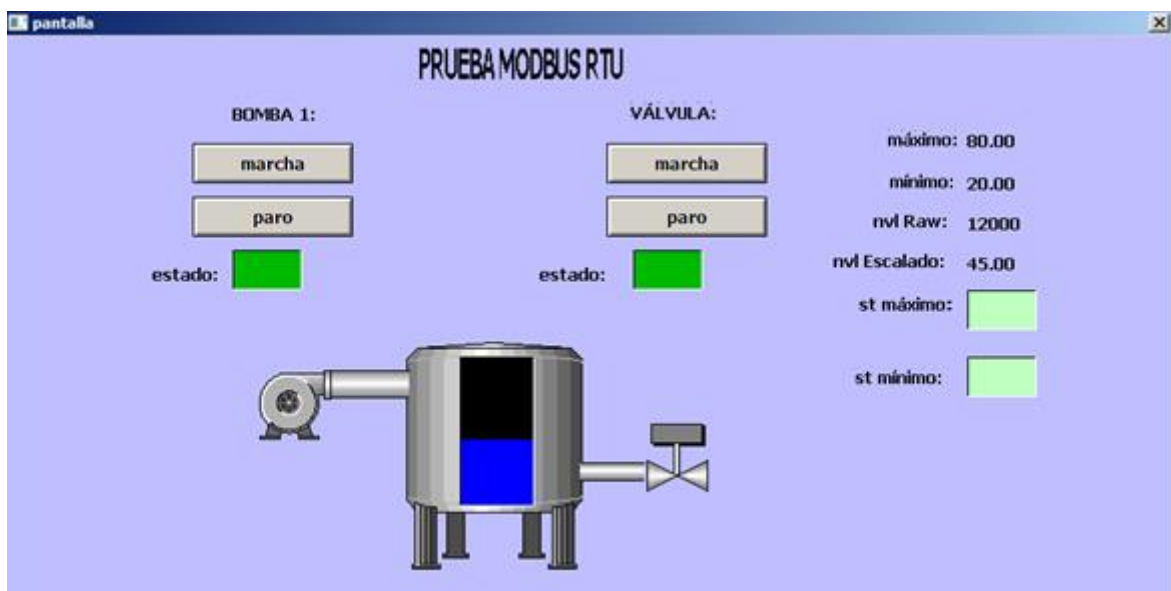 pantalla
PRUEBA MODBUS RTU
BOMBA 1:
marcha
paro
estado:
VÁLVULA:
marcha
paro
estado:
máximo: 80.00
mínimo: 20.00
nvl Raw: 12000
nvl Escalado: 45.00
st máximo:
st mínimo: